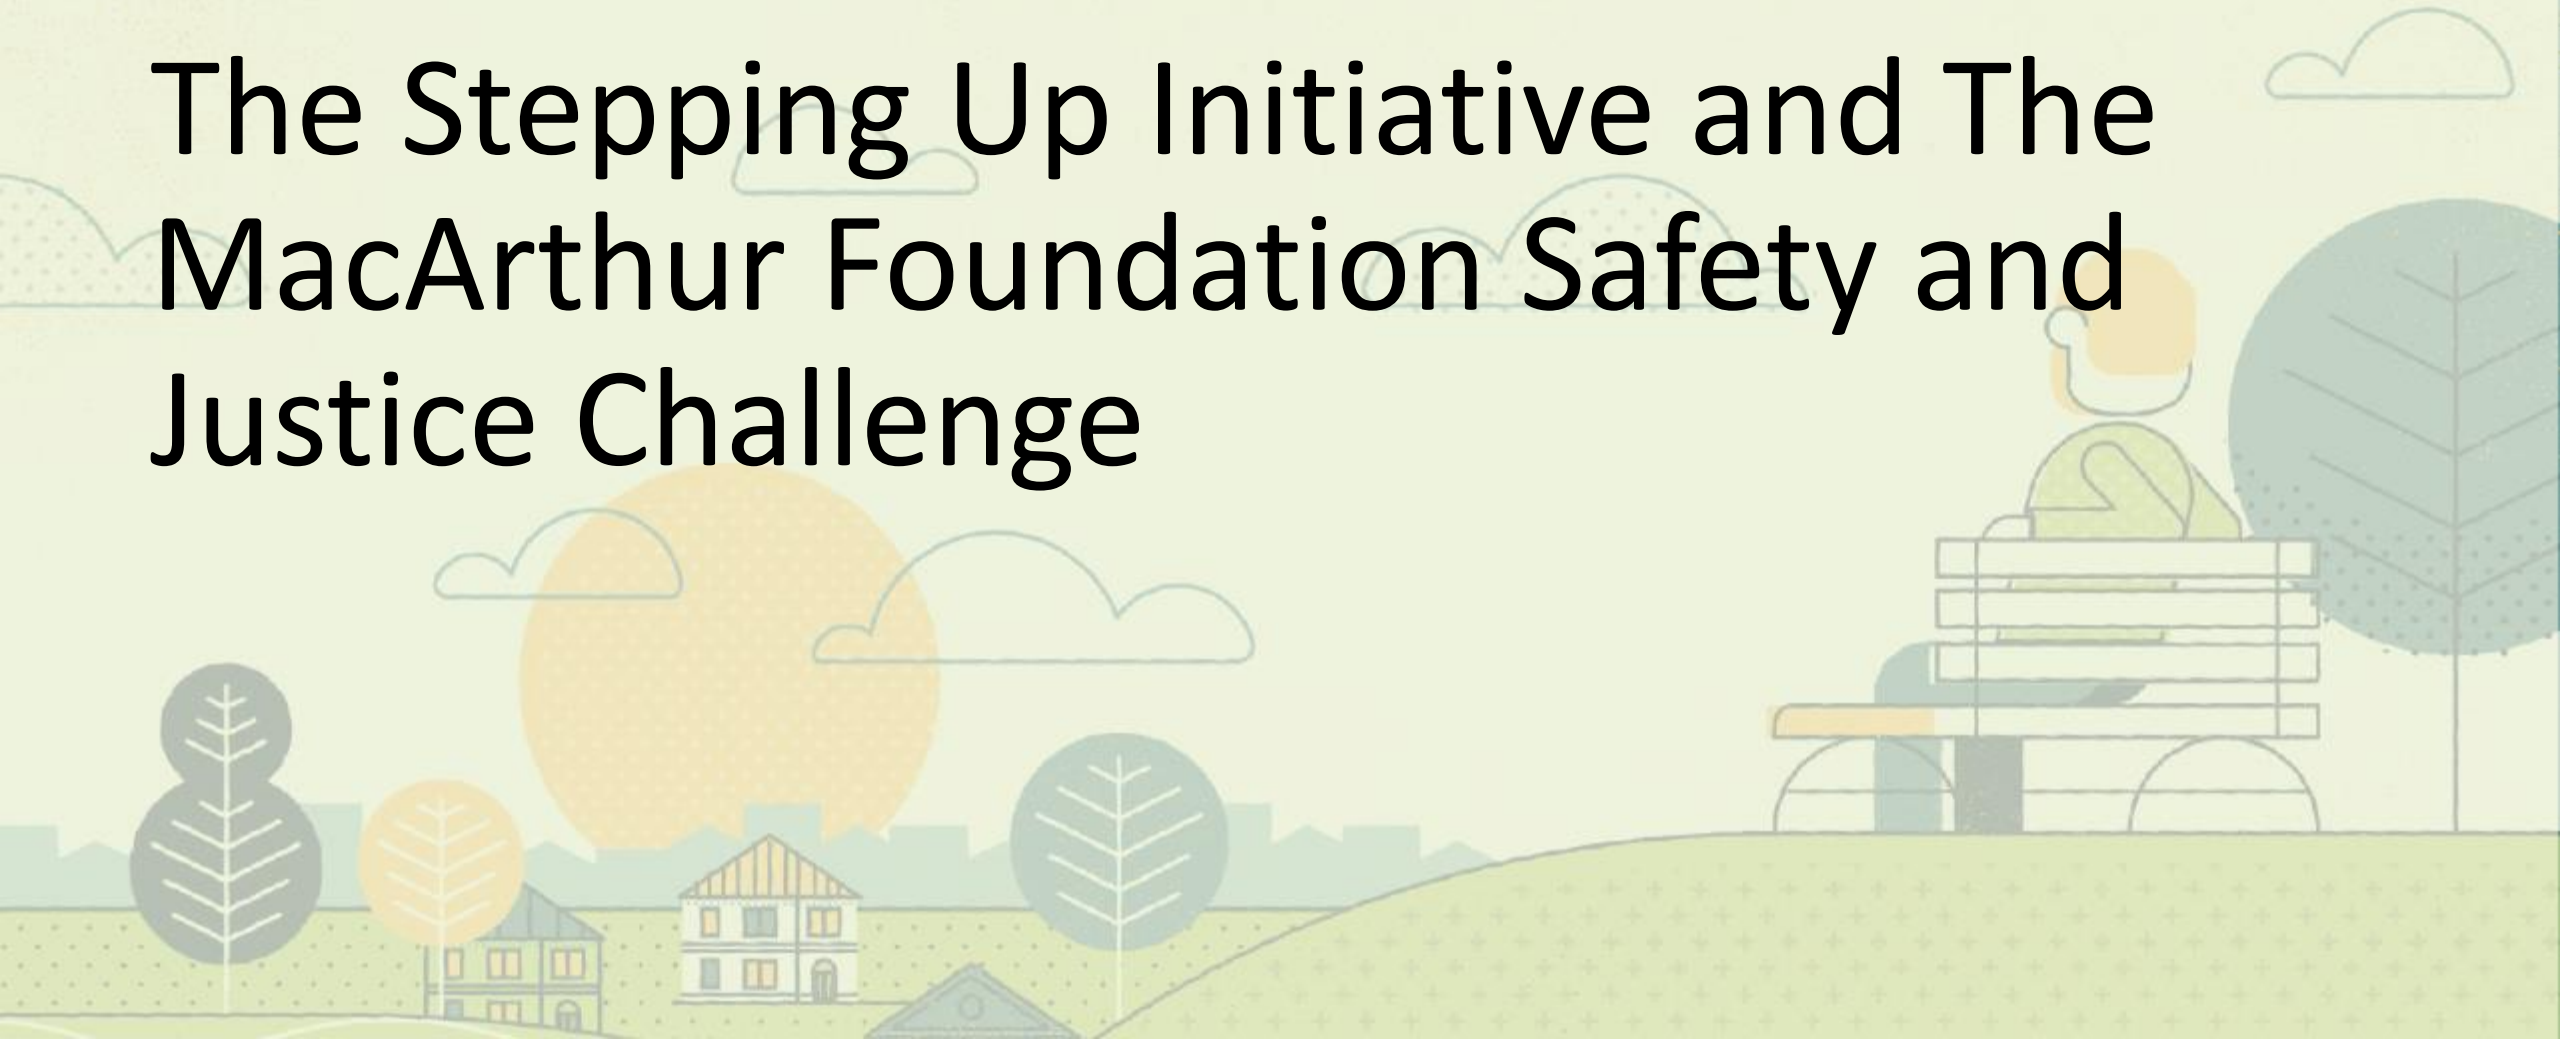 The Stepping Up Initiative and The
MacArthur Foundation Safety and
Justice Challenge